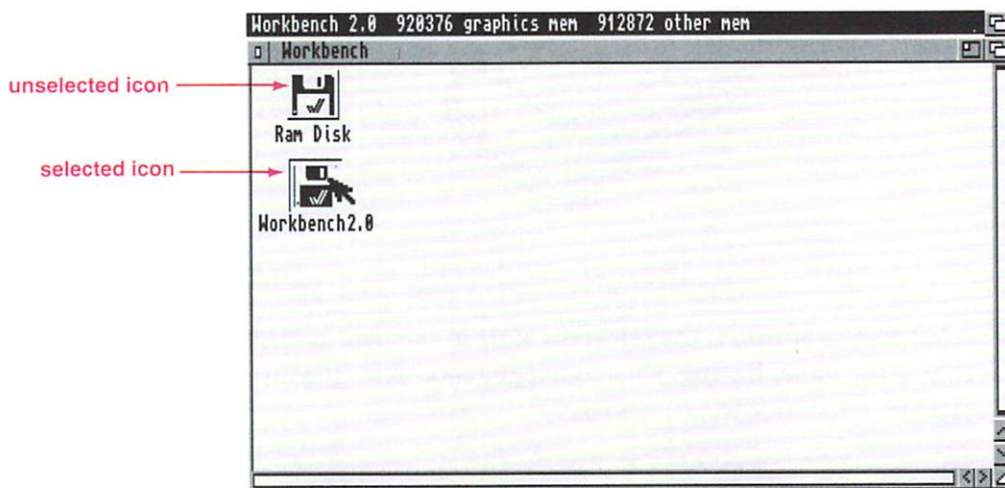 Workbench 2.0 920376 graphics mem 912872 other mem
Workbench
unselected icon
Ram Disk
selected icon
Workbench2.0